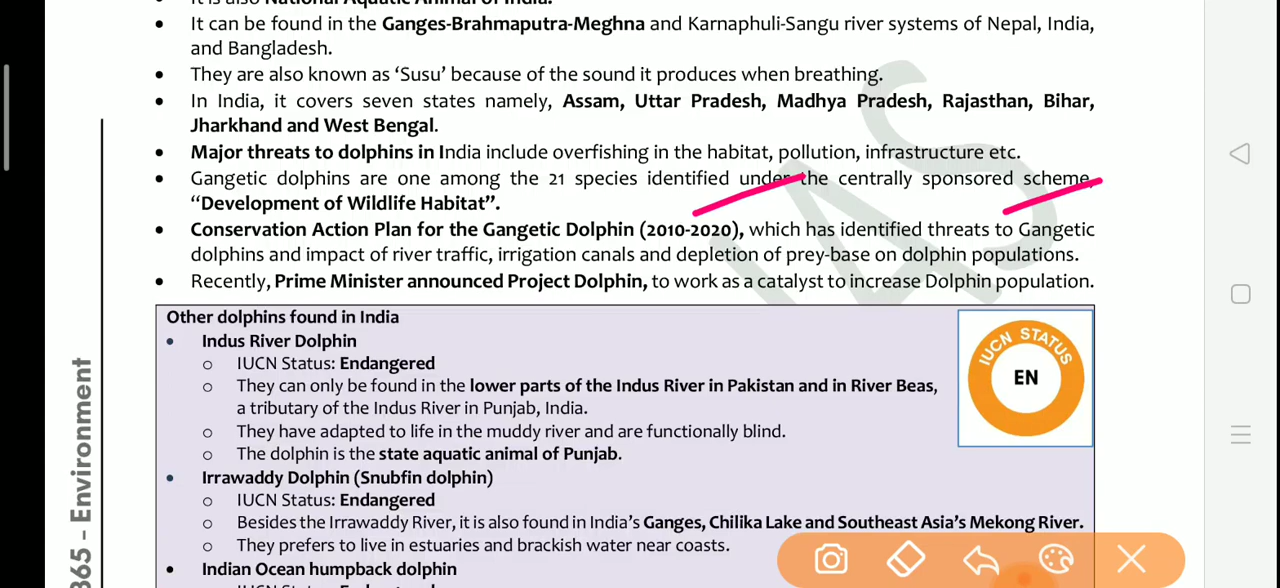 It is also National Aquatic Animal of India.
• It can be found in the Ganges-Brahmaputra-Meghna and Karnaphuli-Sangu river systems of Nepal, India,
and Bangladesh.
• They are also known as ‘Susu’ because of the sound it produces when breathing.
• In India, it covers seven states namely, Assam, Uttar Pradesh, Madhya Pradesh, Rajasthan, Bihar,
Jharkhand and West Bengal.
• Major threats to dolphins in India include overfishing in the habitat, pollution, infrastructure etc.
• Gangetic dolphins are one among the 21 species identified under the centrally sponsored scheme,
“Development of Wildlife Habitat”.
• Conservation Action Plan for the Gangetic Dolphin (2010-2020), which has identified threats to Gangetic
dolphins and impact of river traffic, irrigation canals and depletion of prey-base on dolphin populations.
• Recently, Prime Minister announced Project Dolphin, to work as a catalyst to increase Dolphin population.
Other dolphins found in India
• Indus River Dolphin
o IUCN Status: Endangered
o They can only be found in the lower parts of the Indus River in Pakistan and in River Beas,
a tributary of the Indus River in Punjab, India.
o They have adapted to life in the muddy river and are functionally blind.
o The dolphin is the state aquatic animal of Punjab.
• Irrawaddy Dolphin (Snubfin dolphin)
o IUCN Status: Endangered
o Besides the Irrawaddy River, it is also found in India’s Ganges, Chilika Lake and Southeast Asia’s Mekong River.
o They prefers to live in estuaries and brackish water near coasts.
• Indian Ocean humpback dolphin
IUCN STATUS
EN
365 – Environment
IAS